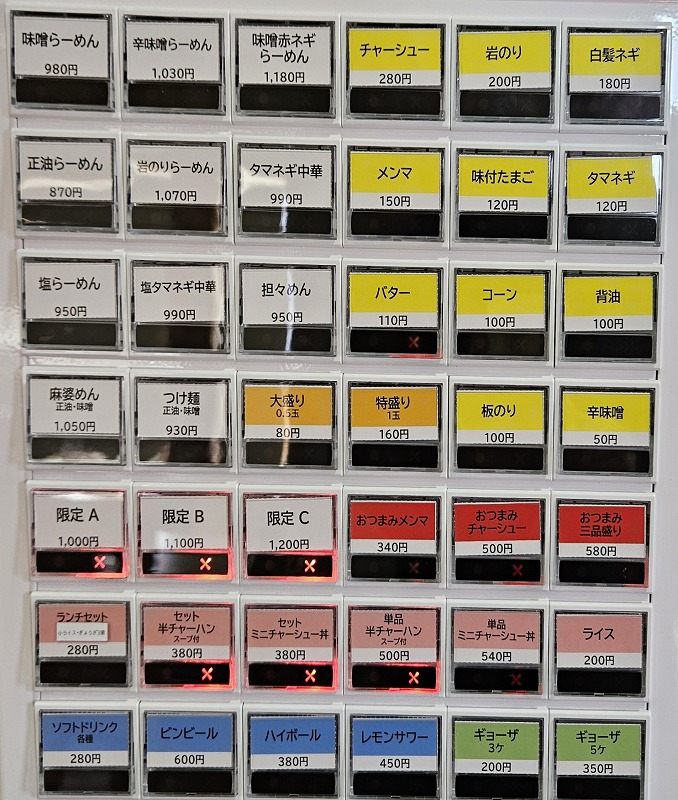 味噌らーめん
980円
辛味噌らーめん
1,030円
味噌赤ネギ
らーめん
1,180円
チャーシュー
280円
岩のり
200円
白髪ネギ
180円
正油らーめん
870円
岩のりらーめん
1,070円
タマネギ中華
990円
メンマ
150円
味付たまご
120円
タマネギ
120円
塩らーめん
950円
塩タマネギ中華
990円
担々めん
950円
バター
110円
コーン
100円
背油
100円
麻婆めん
正油・味噌
1,050円
つけ麺
正油・味噌
930円
大盛り
0.5玉
80円
特盛り
1玉
160円
板のり
100円
辛味噌
50円
限定 A
1,000円
限定 B
1,100円
限定 C
1,200円
おつまみメンマ
340円
おつまみ
チャーシュー
500円
おつまみ
三品盛り
580円
ランチセット
小ライス・ぎょうざ3個
280円
セット
半チャーハン
スープ付
380円
セット
ミニチャーシュー丼
380円
単品
半チャーハン
スープ付
500円
単品
ミニチャーシュー丼
540円
ライス
200円
ソフトドリンク
各種
280円
ビンビール
600円
ハイボール
380円
レモンサワー
450円
ギョーザ
3ケ
200円
ギョーザ
5ケ
350円